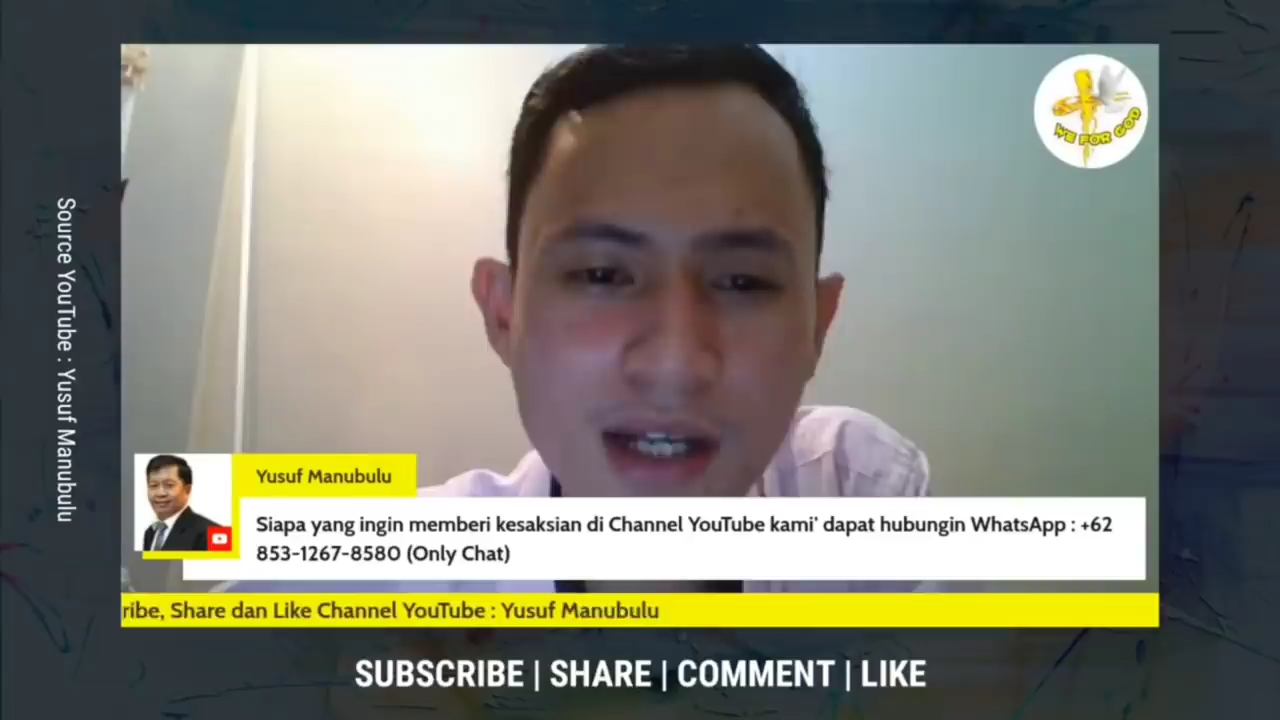 WE FOR GOD
Source YouTube : Yusuf Manubulu
Yusuf Manubulu
Siapa yang ingin memberi kesaksian di Channel YouTube kami' dapat hubungin WhatsApp : +62
853-1267-8580 (Only Chat)
ribe, Share dan Like Channel YouTube : Yusuf Manubulu
SUBSCRIBE | SHARE | COMMENT | LIKE